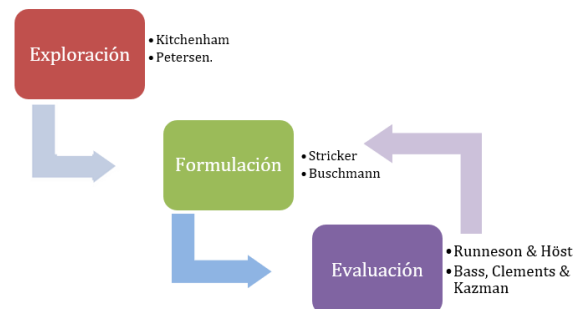 Exploración
• Kitchenham
• Petersen.
Formulación
• Stricker
• Buschmann
Evaluación
• Runneson & Höst
• Bass, Clements &
Kazman